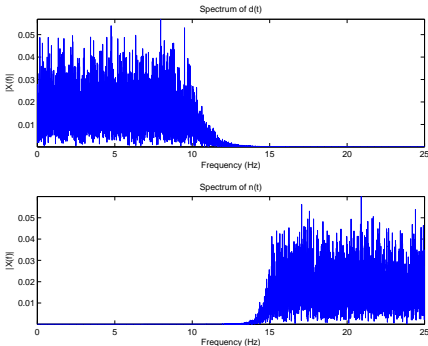 Spectrum of d(t)
0.05
0.04
0.03
0.02
0.01
|X(f)|
0 5 10 15 20 25
Frequency (Hz)
Spectrum of n(t)
0.05
0.04
0.03
0.02
0.01
|X(f)|
0 5 10 15 20 25
Frequency (Hz)